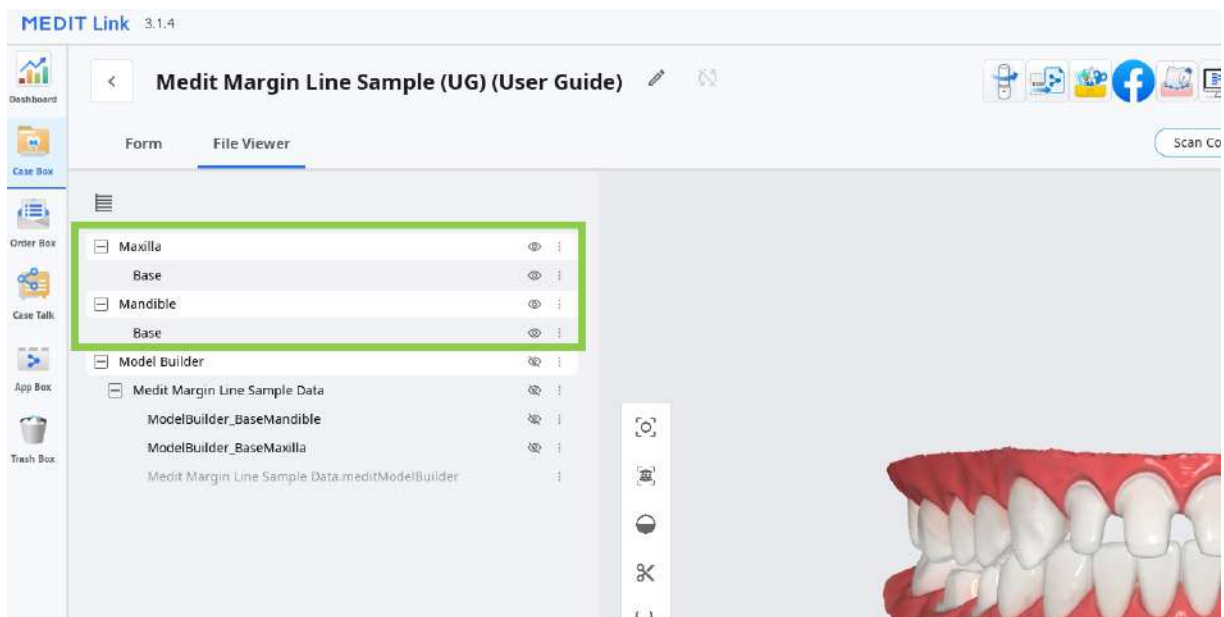 MEDIT Link 3.1.4
Dashboard
Case Box
Order Box
Case Talk
App Box
Trash Box
Medit Margin Line Sample (UG) (User Guide)
Form File Viewer
Scan Co
Maxilla
Base
Mandible
Base
Model Builder
Medit Margin Line Sample Data
ModelBuilder_BaseMandible
ModelBuilder_BaseMaxilla
Medit Margin Line Sample Data.meditModelBuilder